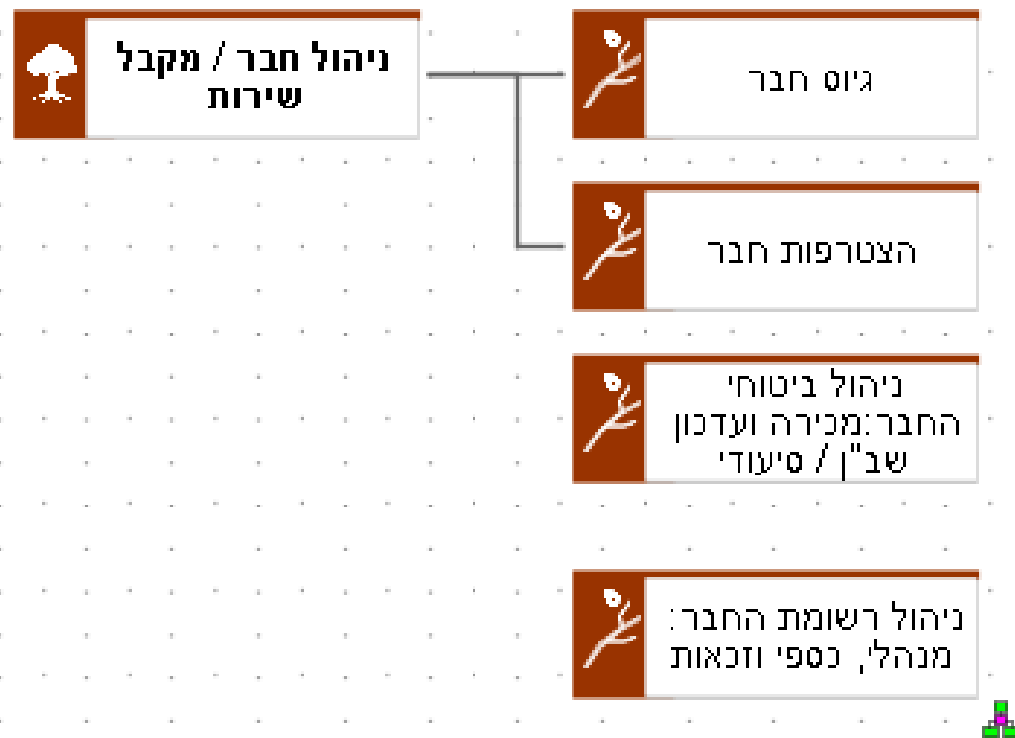 ניהול חבר / מקבל
שירות
גיוס חבר
הצטרפות חבר
ניהול ביטוחי
החבר:מכירה ועדכון
שב"ן / סיעודי
ניהול רשומת החבר:
מנהלי, כספי וזכאות